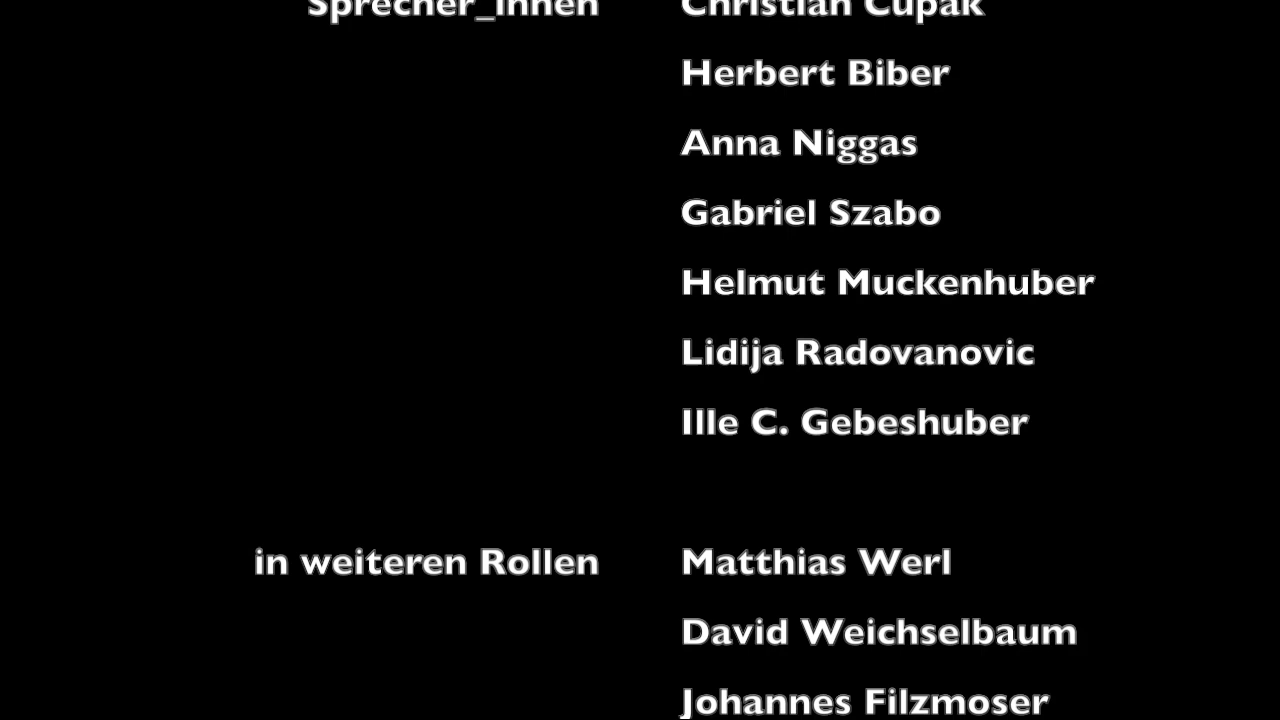 Sprecher_innen Christian Cupak
Herbert Biber
Anna Niggas
Gabriel Szabo
Helmut Muckenhuber
Lidija Radovanovic
Ille C. Gebeshuber
in weiteren Rollen Matthias Werl
David Weichselbaum
Johannes Filzmoser